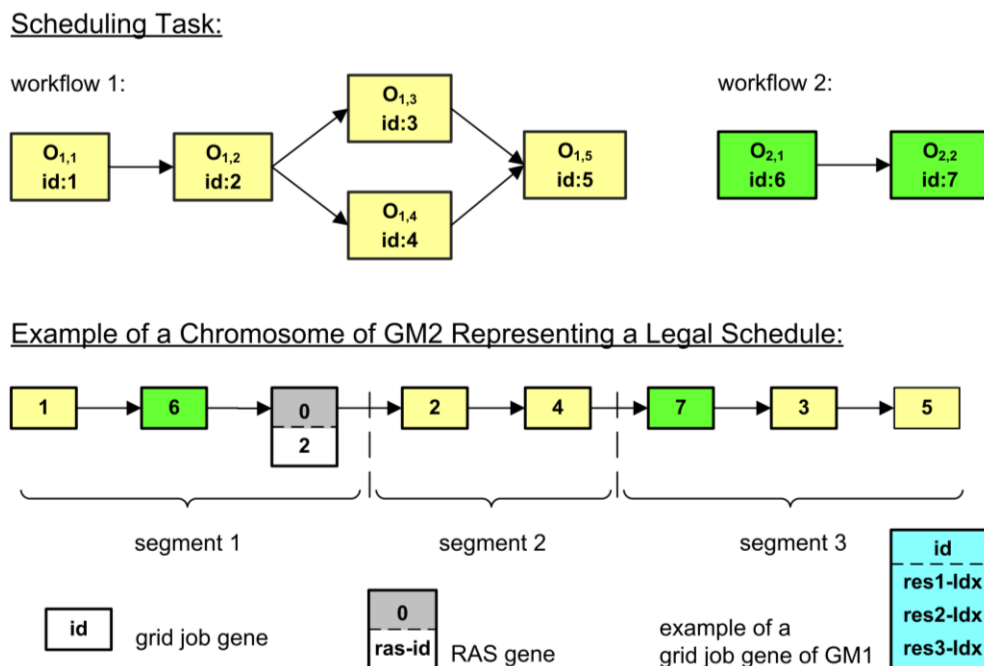 Scheduling Task:
workflow 1:
workflow 2:
O1,1
id:1
O1,2
id:2
O1,3
id:3
O1,4
id:4
O1,5
id:5
O2,1
id:6
O2,2
id:7
Example of a Chromosome of GM2 Representing a Legal Schedule:
1
6
0
2
2
4
7
3
5
segment 1
segment 2
segment 3
id
grid job gene
0
ras-id
RAS gene
example of a
grid job gene of GM1
id
res1-Idx
res2-Idx
res3-Idx